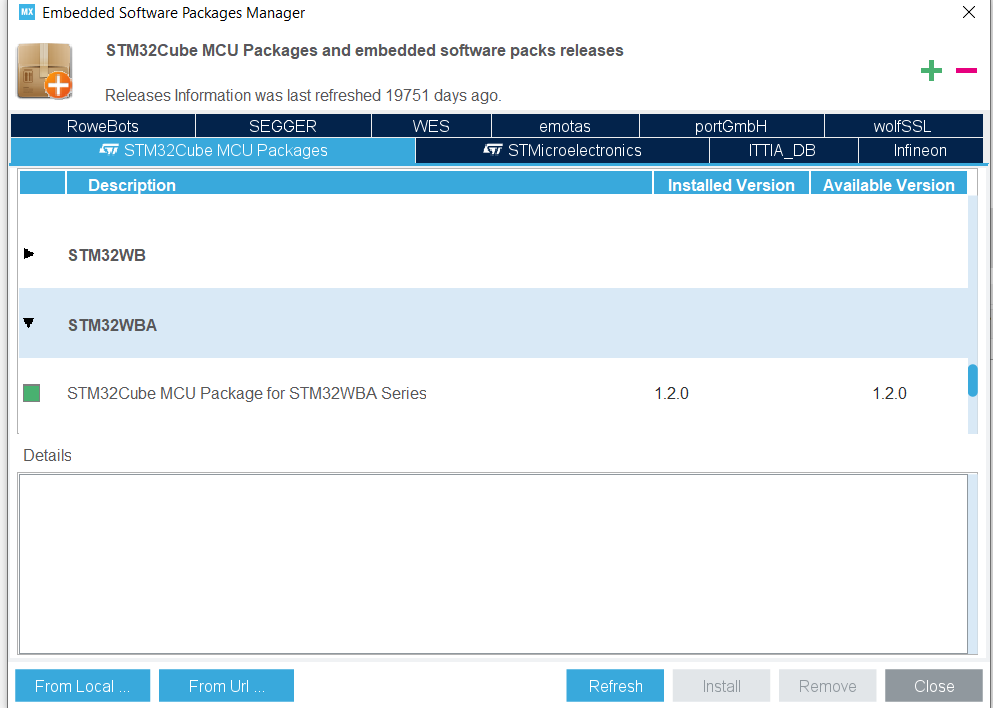 MX Embedded Software Packages Manager
STM32Cube MCU Packages and embedded software packs releases
Releases Information was last refreshed 19751 days ago.
RoweBots SEGGER WES emotas portGmbH wolfSSL
STM32Cube MCU Packages STMicroelectronics ITTIA_DB Infineon
Description Installed Version Available Version
STM32WB
STM32WBA
STM32Cube MCU Package for STM32WBA Series 1.2.0 1.2.0
Details
From Local ... From Url ... Refresh Install Remove Close